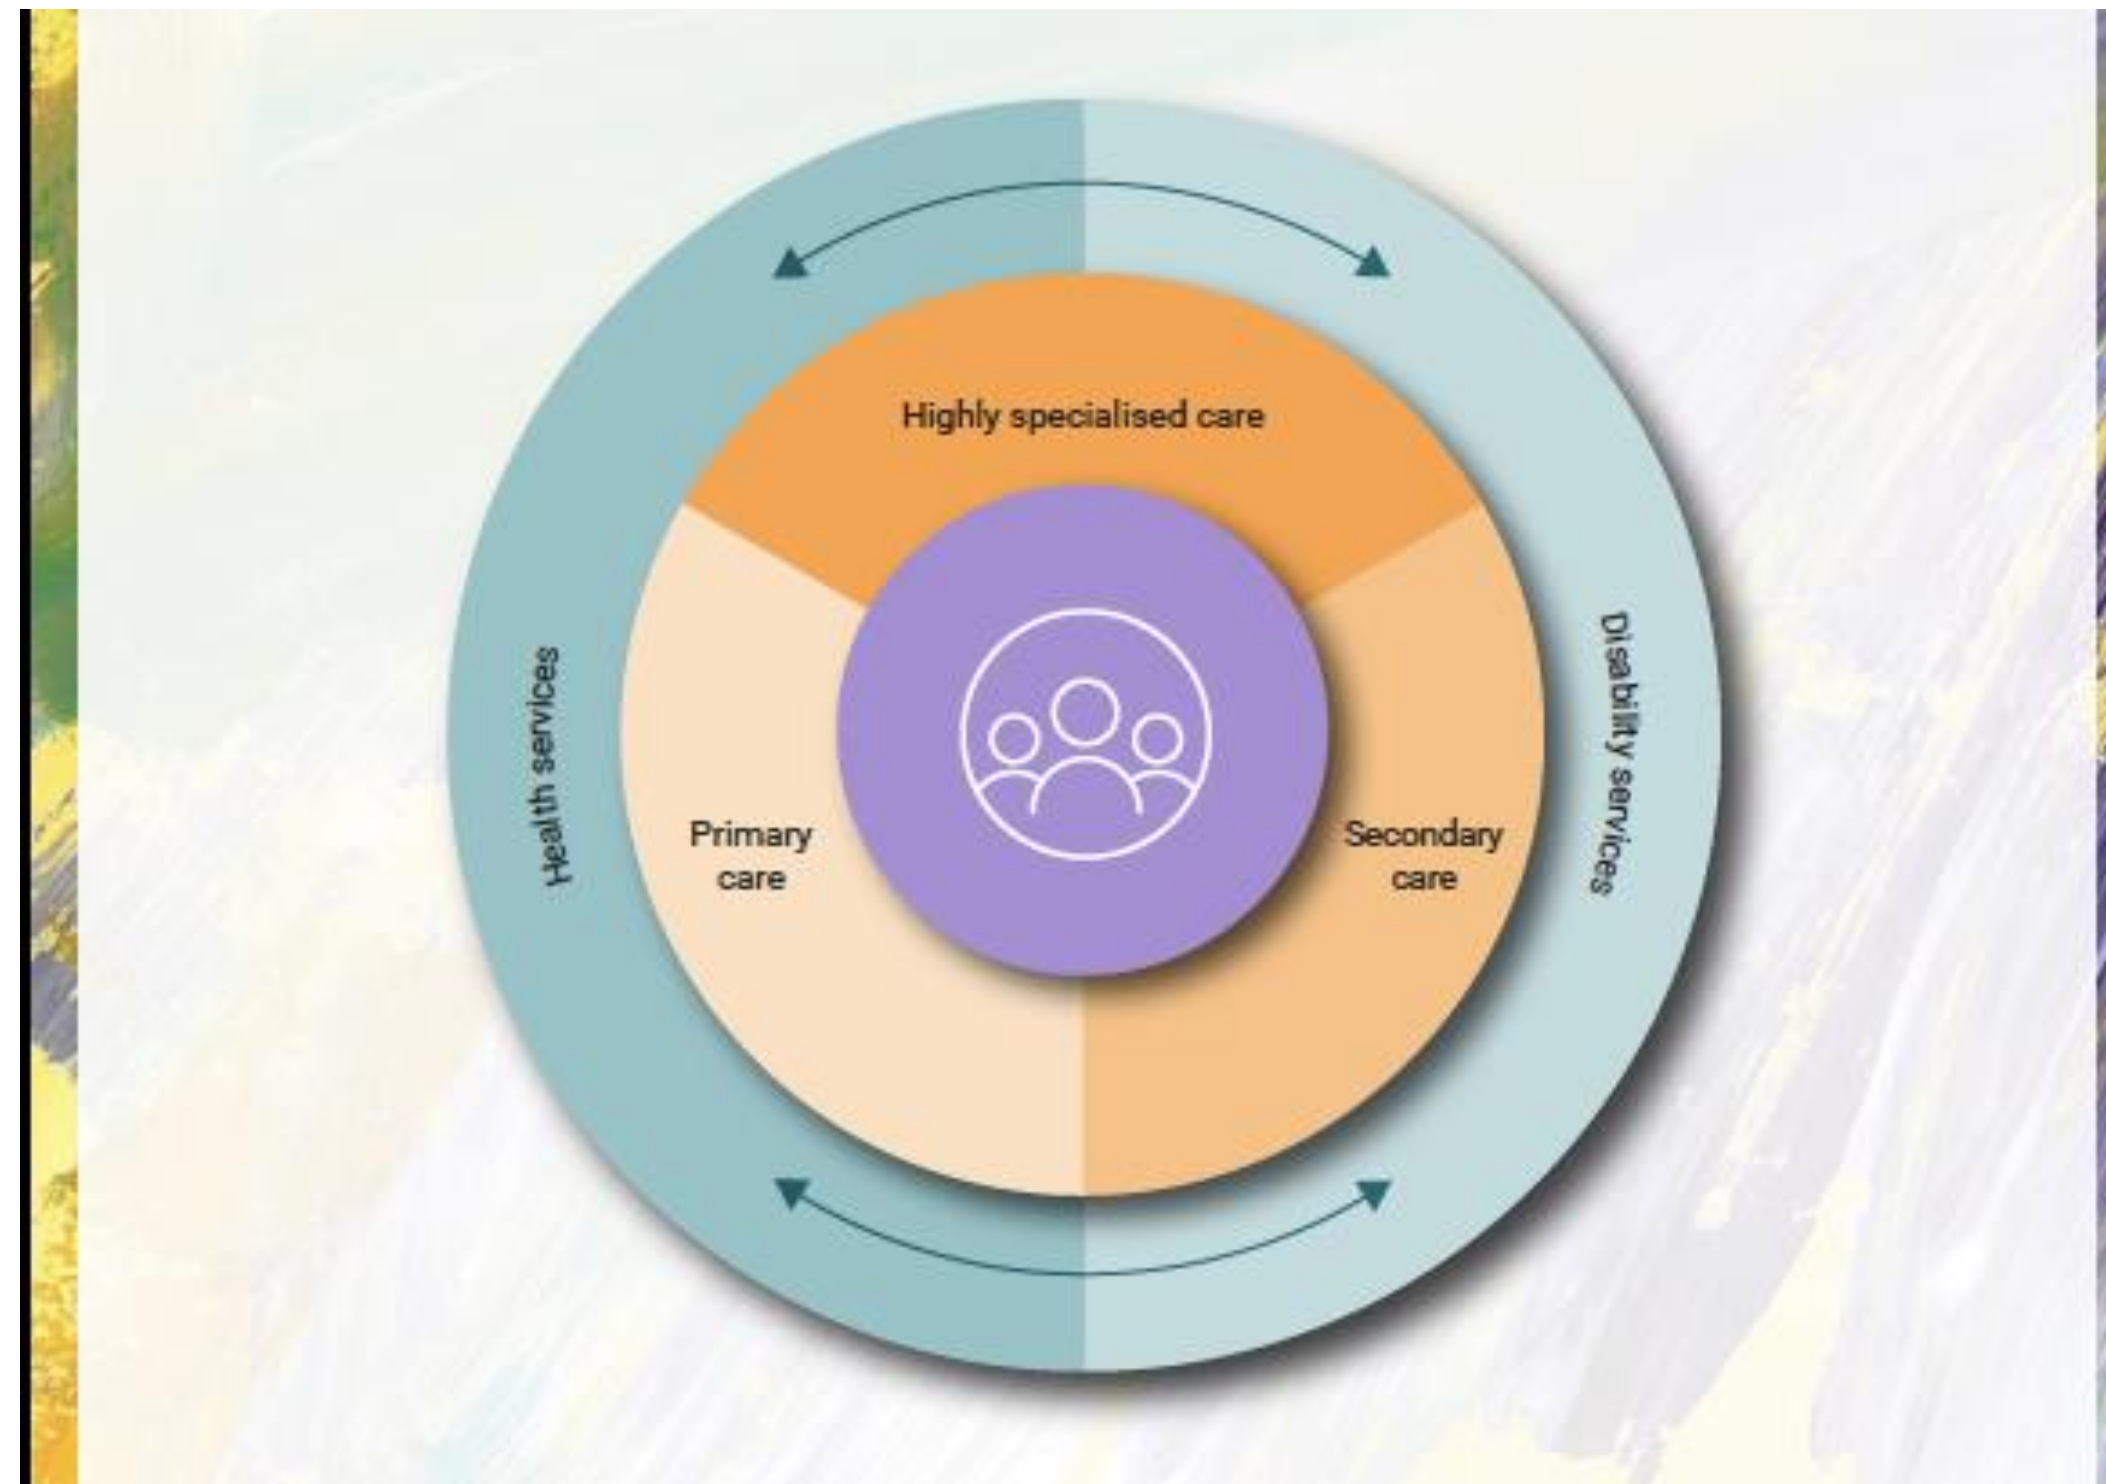 Highly specialised care
Health services
Disability services
Primary
care
Secondary
care